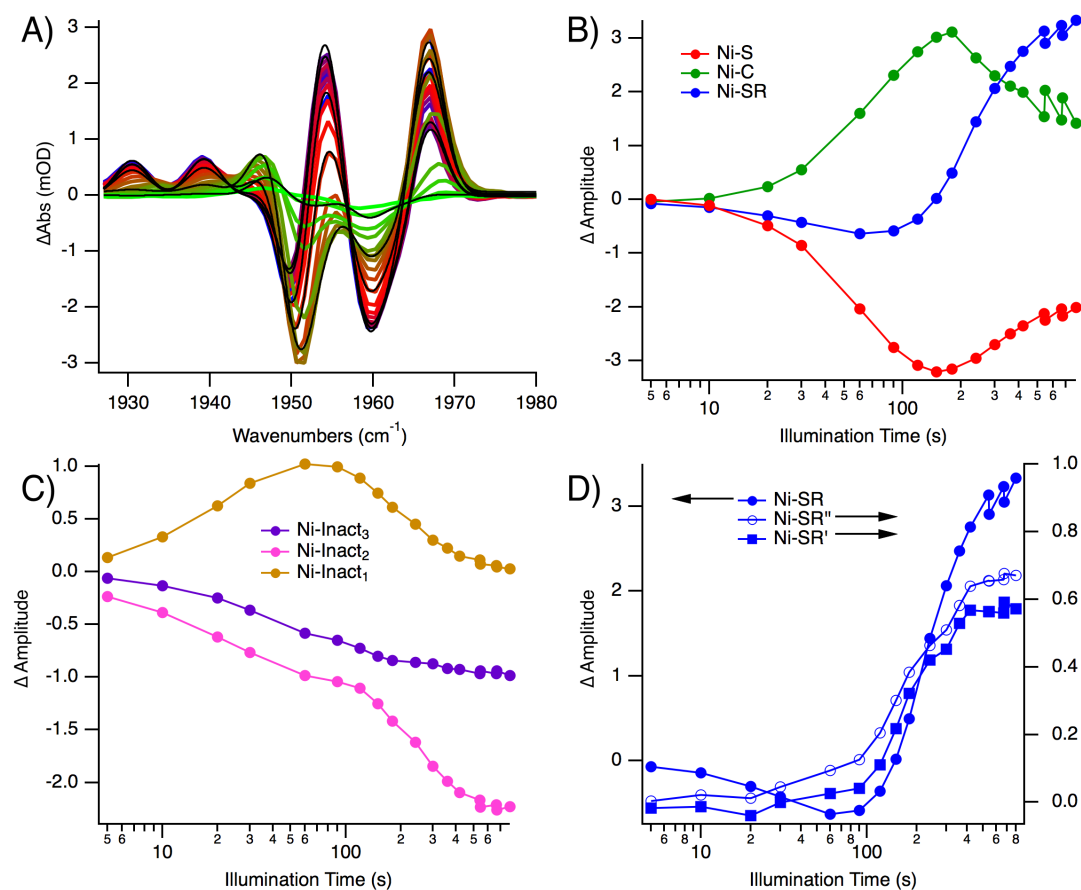 A)
3
2
1
0
-1
-2
-3
ΔAbs (mOD)
1930 1940 1950 1960 1970 1980
Wavenumbers (cm-1)
B)
Ni-S
Ni-C
Ni-SR
3
2
1
0
-1
-2
-3
Δ Amplitude
5 6 10 2 3 4 5 6 100 2 3 4 5 6
Illumination Time (s)
C)
Ni-Inact3
Ni-Inact2
Ni-Inact1
1.0
0.5
0.0
-0.5
-1.0
-1.5
-2.0
Δ Amplitude
5 6 10 2 3 4 5 6 100 2 3 4 5 6
Illumination Time (s)
D)
Ni-SR
Ni-SR"
Ni-SR'
3
2
1
0
Δ Amplitude
1.0
0.8
0.6
0.4
0.2
0.0
5 6 8 10 2 4 6 8 100 2 4 6 8
Illumination Time (s)